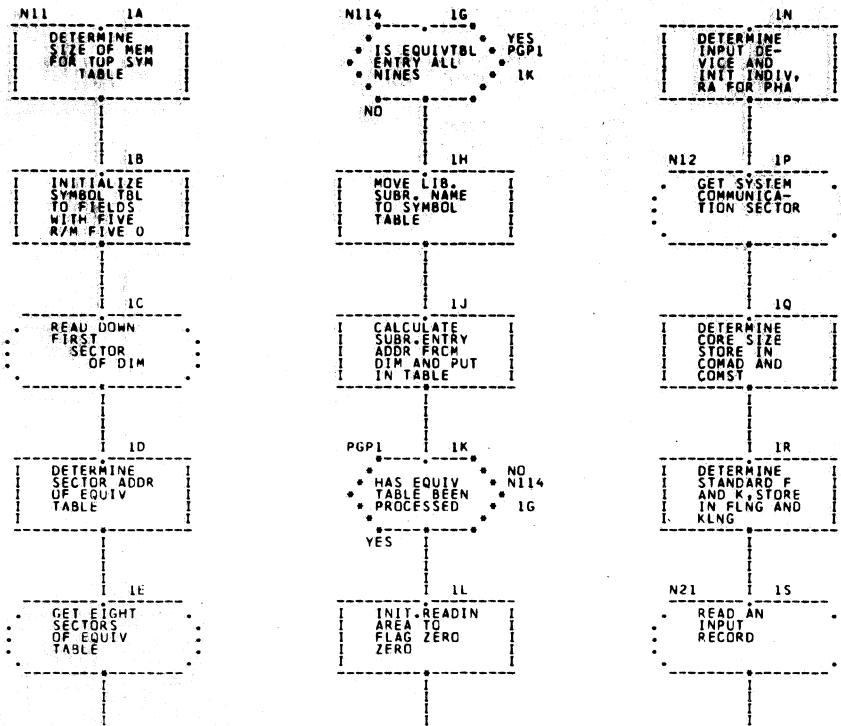 N11 1A
DETERMINE
SIZE OF MEM
FOR TOP SYM
TABLE
1B
INITIALIZE
SYMBOL TBL
TO FIELDS
WITH FIVE
R/M FIVE 0
1C
READ DOWN
FIRST
SECTOR
OF DIM
1D
DETERMINE
SECTOR ADDR
OF EQUIV
TABLE
1E
GET EIGHT
SECTORS
OF EQUIV
TABLE
N114 1G
IS EQUIVTBL
ENTRY ALL
NINES
YES
PGP1
1K
NO
1H
MOVE LIB.
SUBR. NAME
TO SYMBOL
TABLE
1J
CALCULATE
SUBR.ENTRY
ADDR FRCM
DIM AND PUT
IN TABLE
PGP1 1K
HAS EQUIV
TABLE BEEN
PROCESSED
NO
N114
1G
YES
1L
INIT.READIN
AREA TO
FLAG ZERO
ZERO
1N
DETERMINE
INPUT DE-
VICE AND
INIT INDIV,
RA FOR PHA
N12 1P
GET SYSTEM
COMMUNICA-
TION SECTOR
1Q
DETERMINE
CORE SIZE
STORE IN
COMAD AND
COMST
1R
DETERMINE
STANDARD F
AND K,STORE
IN FLNG AND
KLNG
N21 1S
READ AN
INPUT
RECORD